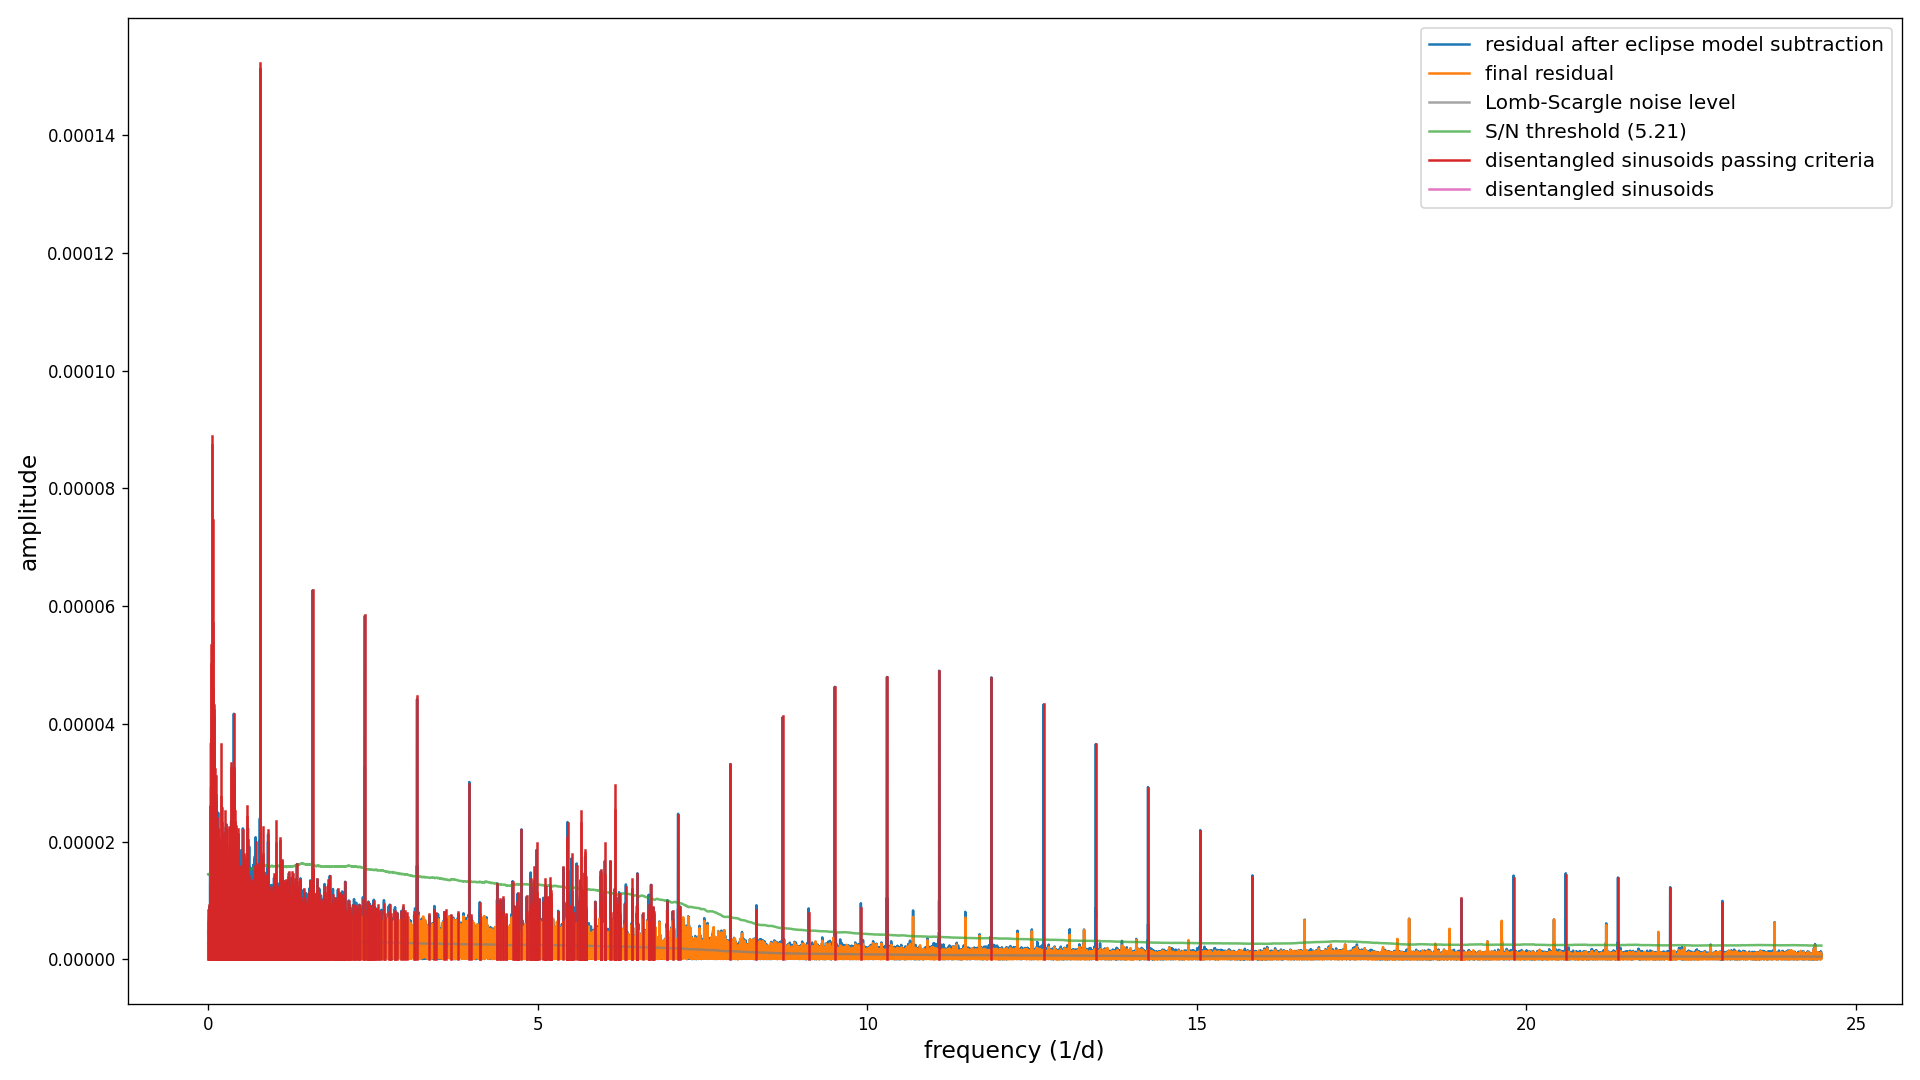 residual after eclipse model subtraction
final residual
Lomb-Scargle noise level
S/N threshold (5.21)
disentangled sinusoids passing criteria
disentangled sinusoids
0.00014
0.00012
0.00010
0.00008
0.00006
0.00004
0.00002
0.00000
amplitude
0
5
10
15
20
25
frequency (1/d)